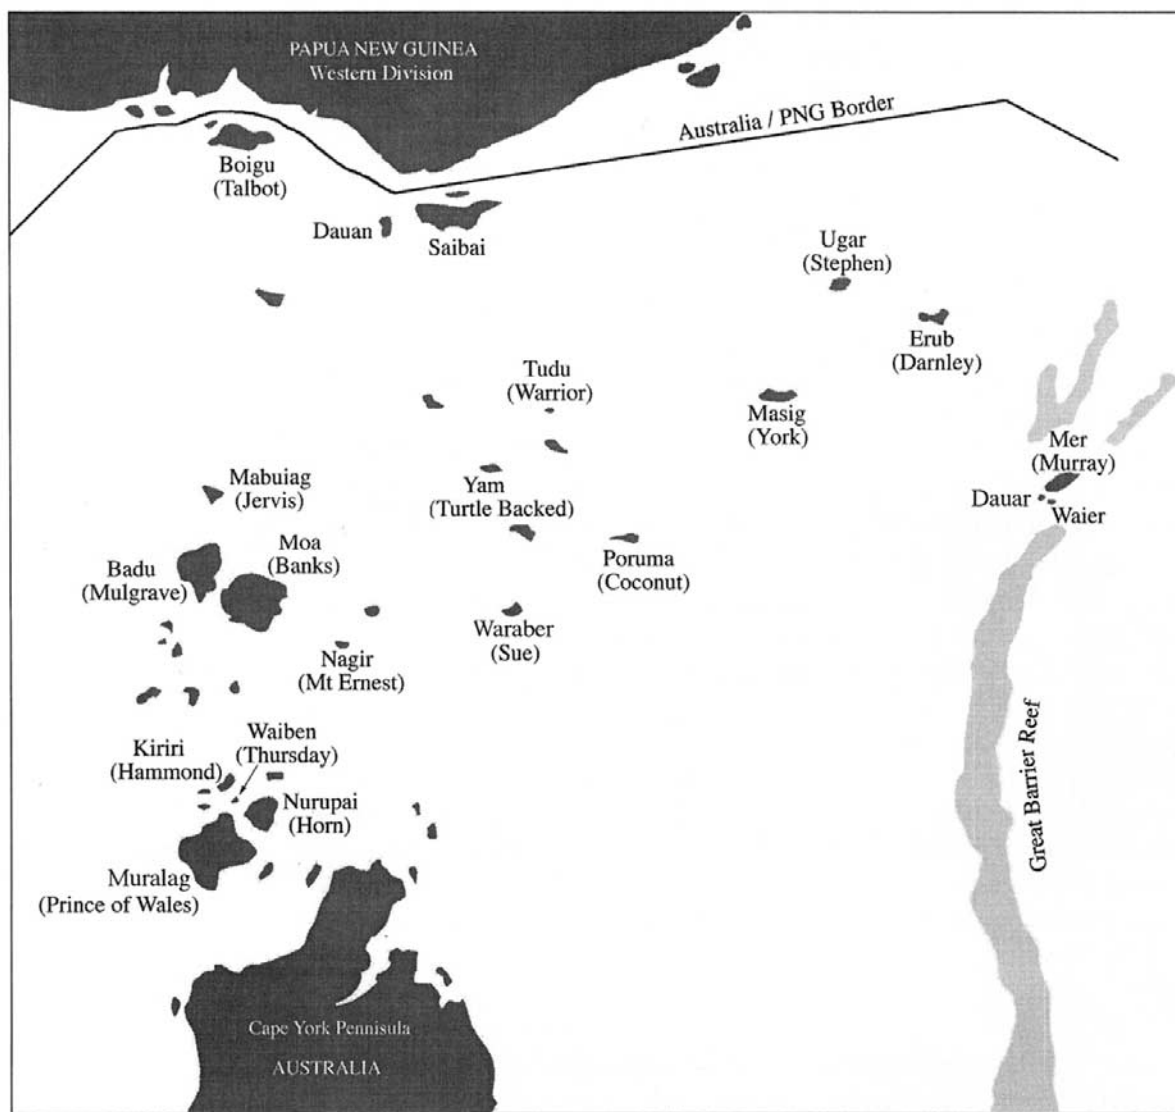 PAPUA NEW GUINEA
Western Division
Australia / PNG Border
Boigu
(Talbot)
Dauan
Saibai
Ugar
(Stephen)
Erub
(Darnley)
Tudu
(Warrior)
Masig
(York)
Mer
(Murray)
Dauar
Waier
Mabuiag
(Jervis)
Yam
(Turtle Backed)
Moa
(Banks)
Badu
(Mulgrave)
Poruma
(Coconut)
Waraber
(Sue)
Nagir
(Mt Ernest)
Great Barrier Reef
Waiben
(Thursday)
Kiriri
(Hammond)
Nurupai
(Horn)
Muralag
(Prince of Wales)
Cape York Pennisula
AUSTRALIA